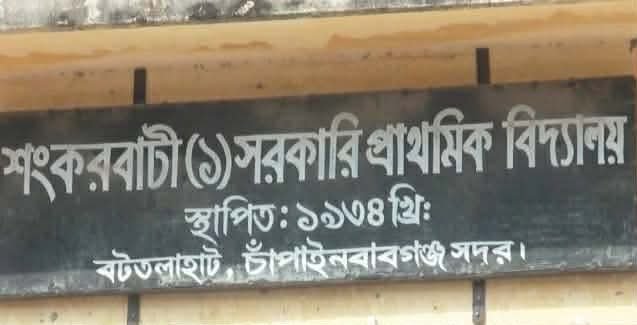 শংকরবাটী (১) সরকারি প্রাথমিক বিদ্যালয়
স্থাপিত : ১৯৩৪ খ্রি:
বটতলাহাট, চাঁপাইনবাবগঞ্জ সদর।